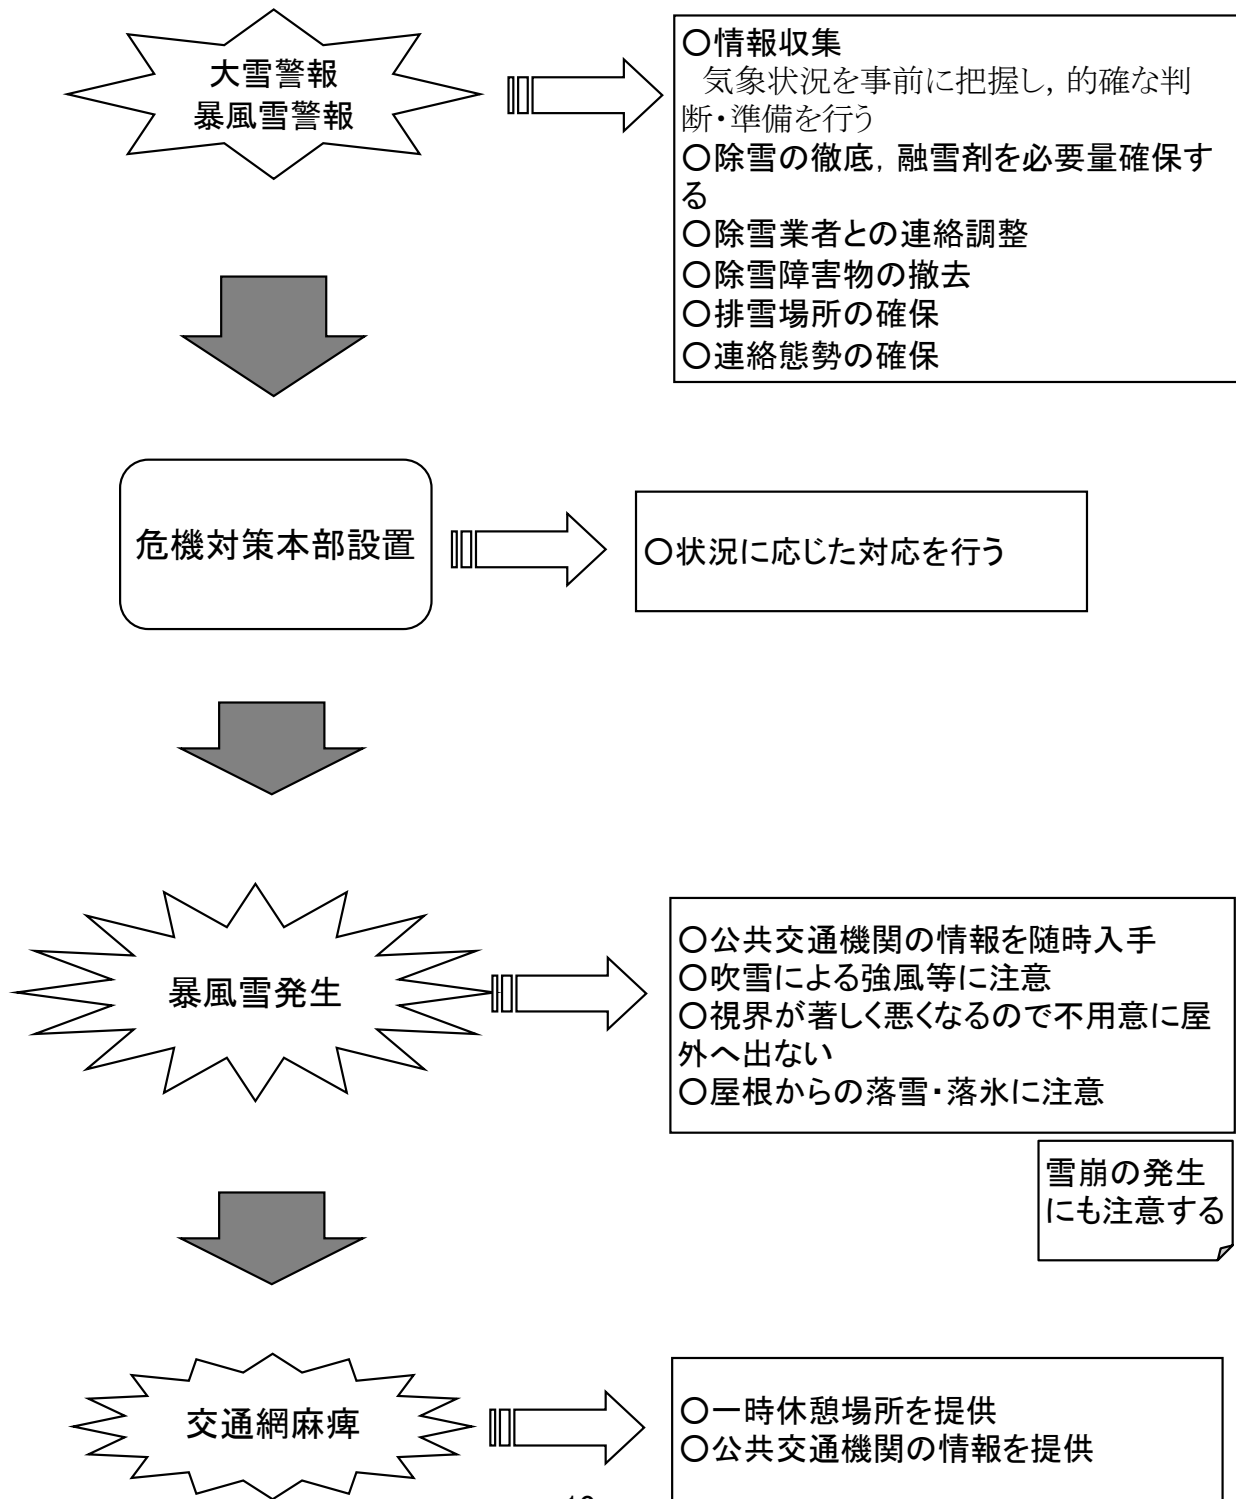 大雪警報
暴風雪警報
○情報収集
気象状況を事前に把握し，的確な判
断・準備を行う
○除雪の徹底，融雪剤を必要量確保す
る
○除雪業者との連絡調整
○除雪障害物の撤去
○排雪場所の確保
○連絡態勢の確保
危機対策本部設置
○状況に応じた対応を行う
暴風雪発生
○公共交通機関の情報を随時入手
○吹雪による強風等に注意
○視界が著しく悪くなるので不用意に屋
外へ出ない
○屋根からの落雪・落氷に注意
雪崩の発生
にも注意する
交通網麻痺
○一時休憩場所を提供
○公共交通機関の情報を提供